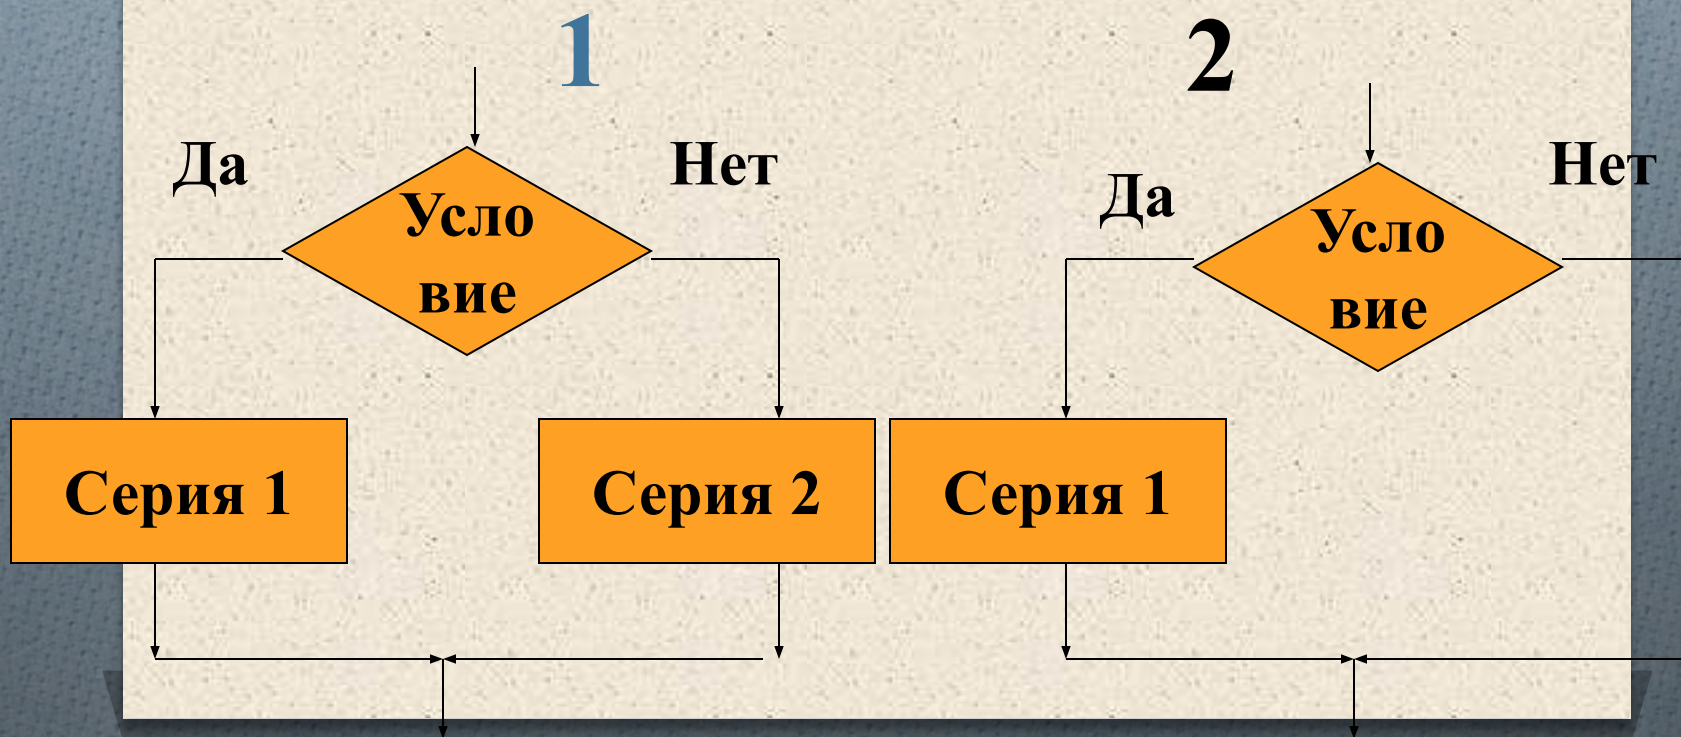 1
2
Да
Нет
Усло
вие
Да
Нет
Усло
вие
Серия 1
Серия 2
Серия 1